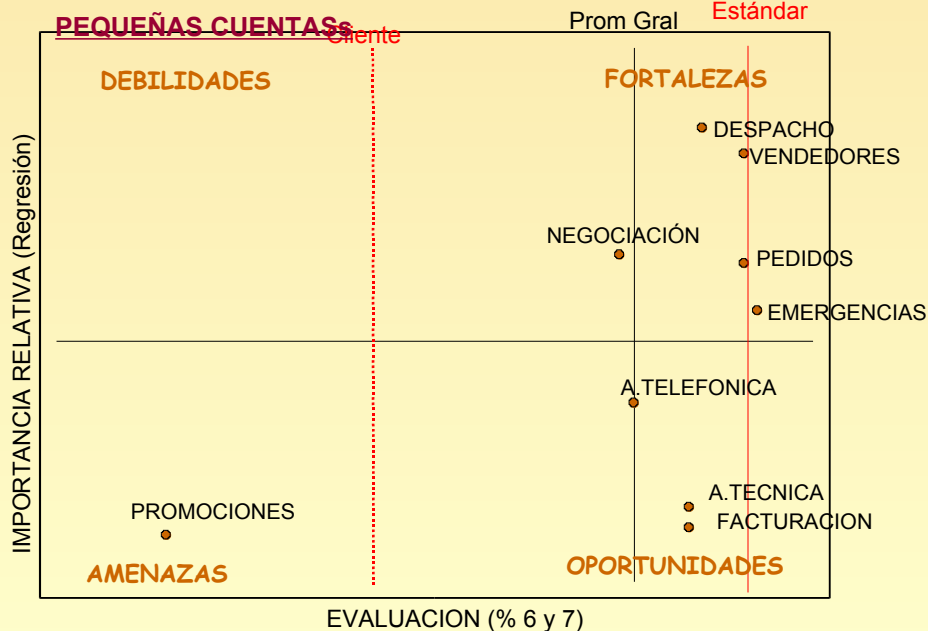 PEQUEÑAS CUENTASs
Cliente
Prom Gral
Estándar
DEBILIDADES
FORTALEZAS
DESPACHO
VENDEDORES
NEGOCIACIÓN
PEDIDOS
EMERGENCIAS
A.TELEFONICA
A.TECNICA
FACTURACION
PROMOCIONES
AMENAZAS
OPORTUNIDADES
IMPORTANCIA RELATIVA (Regresión)
EVALUACION (% 6 y 7)